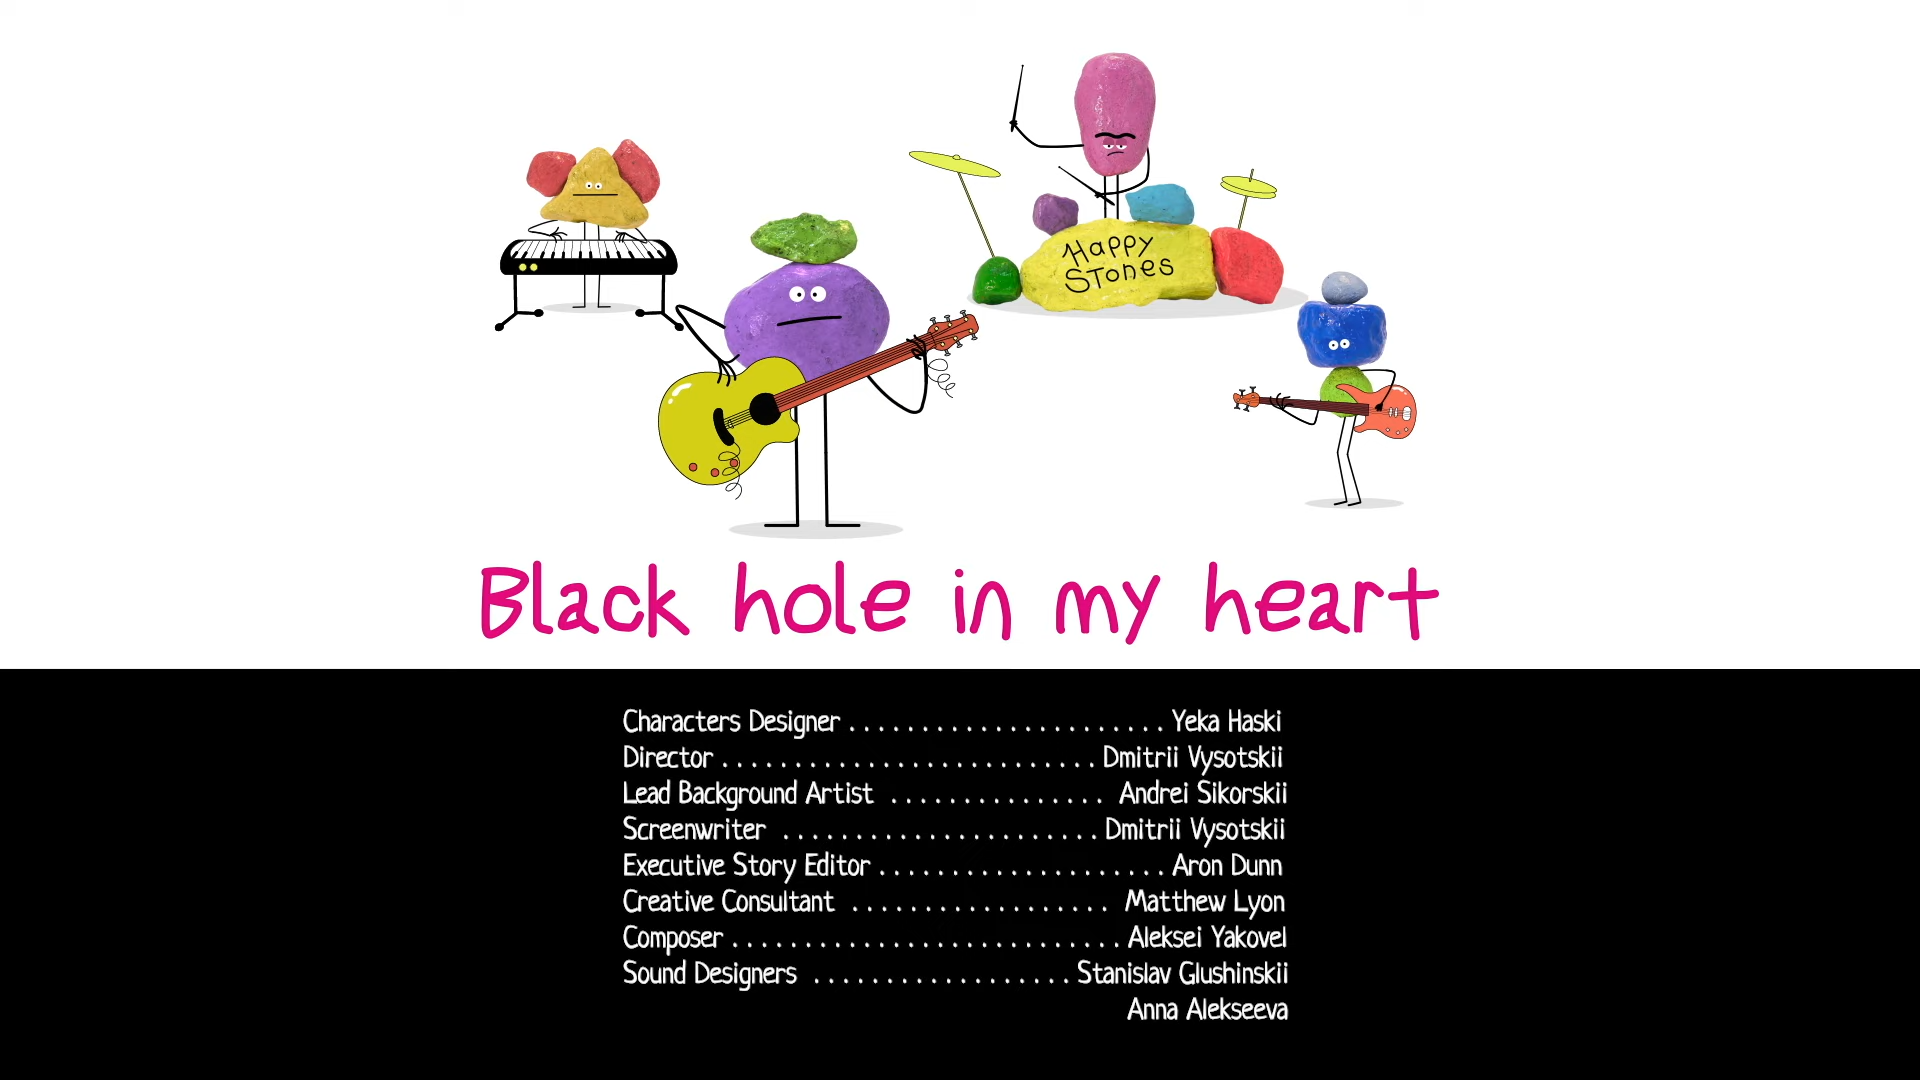 Happy
Stones
Black hole in my heart
Characters Designer . . . . . . . . . . . . . . . . . . . . . . Yeka Haski
Director . . . . . . . . . . . . . . . . . . . . . . . . . . Dmitrii Vysotskii
Lead Background Artist . . . . . . . . . . . . . . . Andrei Sikorskii
Screenwriter . . . . . . . . . . . . . . . . . . . . . . Dmitrii Vysotskii
Executive Story Editor . . . . . . . . . . . . . . . . . . . . Aron Dunn
Creative Consultant . . . . . . . . . . . . . . . . . . Matthew Lyon
Composer . . . . . . . . . . . . . . . . . . . . . . . . . . . Aleksei Yakovel
Sound Designers . . . . . . . . . . . . . . . . . . Stanislav Glushinskii
Anna Alekseeva